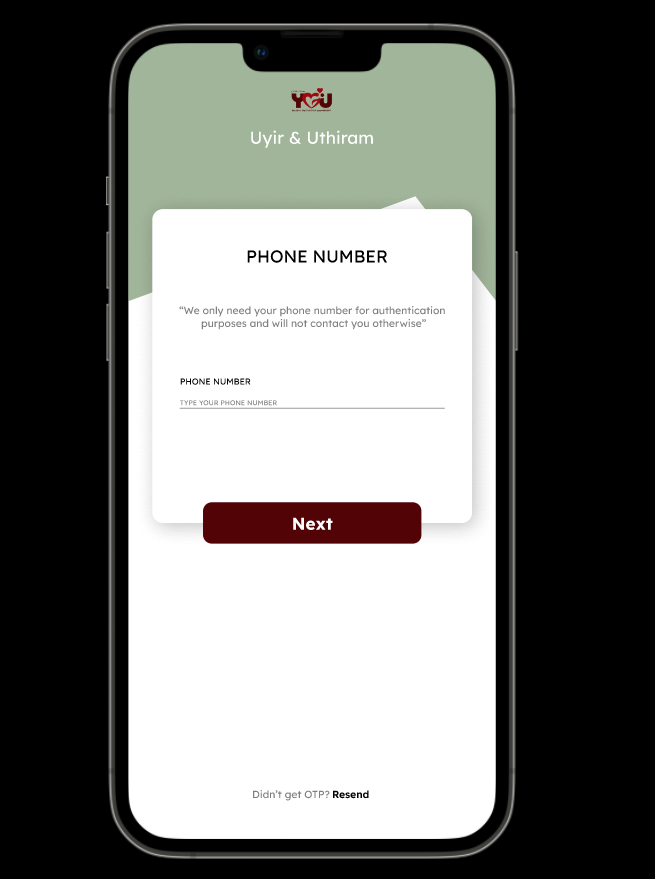 YOU
Uyir & Uthiram
PHONE NUMBER
“We only need your phone number for authentication
purposes and will not contact you otherwise”
PHONE NUMBER
TYPE YOUR PHONE NUMBER
Next
Didn’t get OTP? Resend